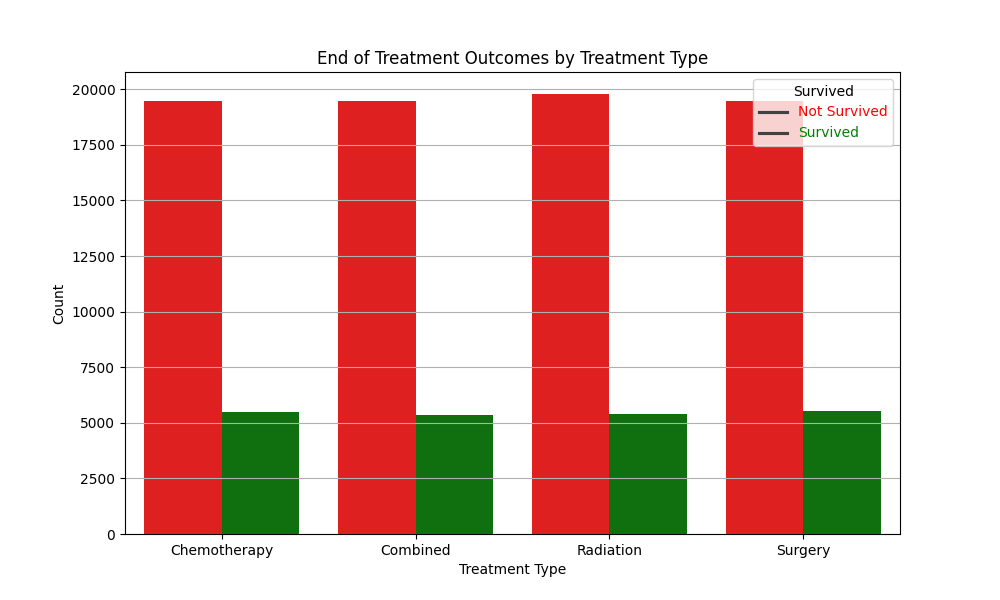 End of Treatment Outcomes by Treatment Type
Survived
Not Survived
Survived
20000
17500
15000
12500
10000
7500
5000
2500
0
Count
Chemotherapy
Combined
Radiation
Surgery
Treatment Type